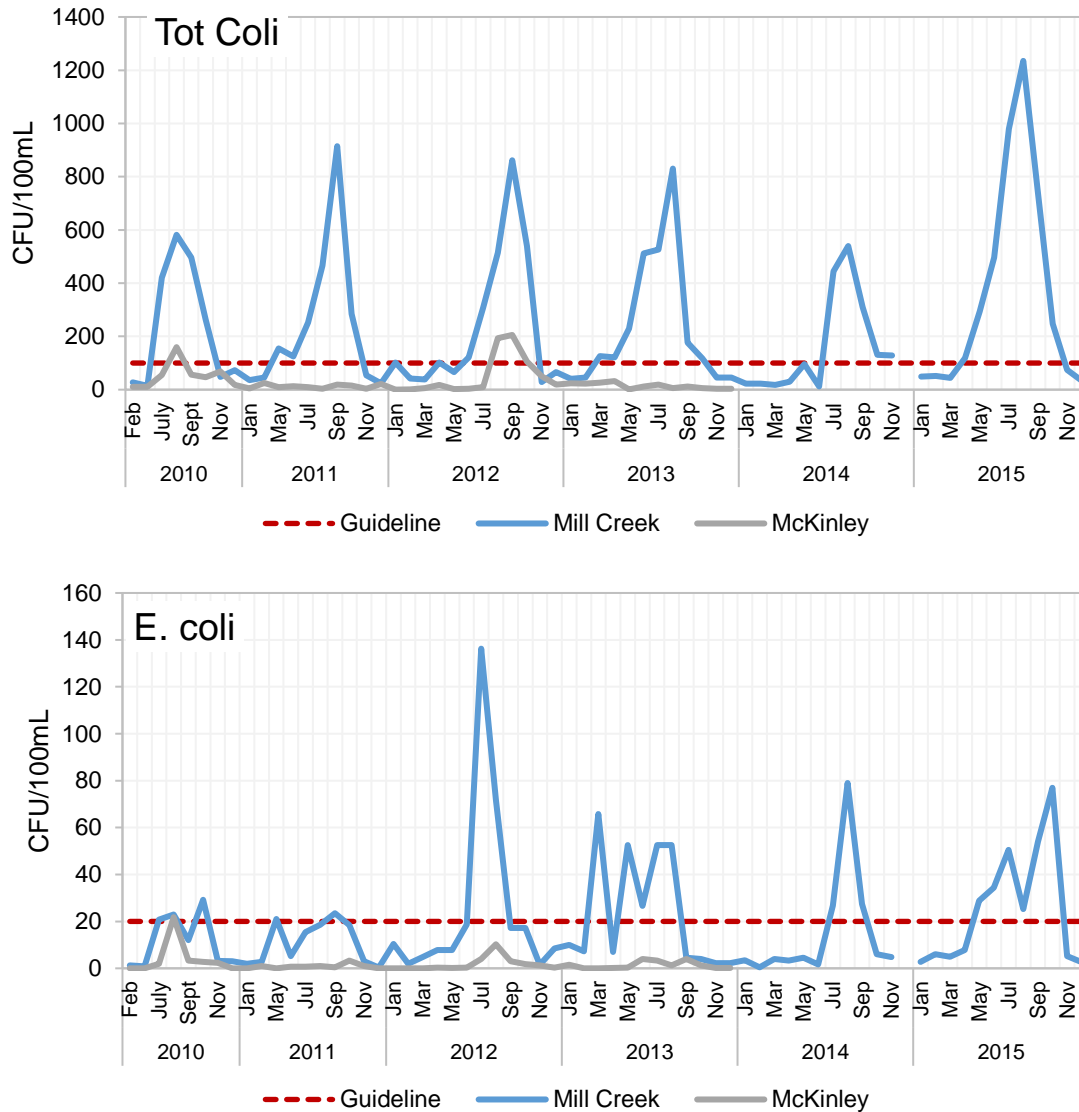 Tot Coli
CFU/100mL
1400
1200
1000
800
600
400
200
0
Feb July Sept Nov Jan May Jul Sep Nov Jan Mar May Jul Sep Nov Jan Mar May Jul Sep Nov Jan Mar May Jul Sep Nov Jan Mar May Jul Sep Nov
2010 2011 2012 2013 2014 2015
Guideline Mill Creek McKinley
E. coli
CFU/100mL
160
140
120
100
80
60
40
20
0
Feb July Sept Nov Jan May Jul Sep Nov Jan Mar May Jul Sep Nov Jan Mar May Jul Sep Nov Jan Mar May Jul Sep Nov Jan Mar May Jul Sep Nov
2010 2011 2012 2013 2014 2015
Guideline Mill Creek McKinley